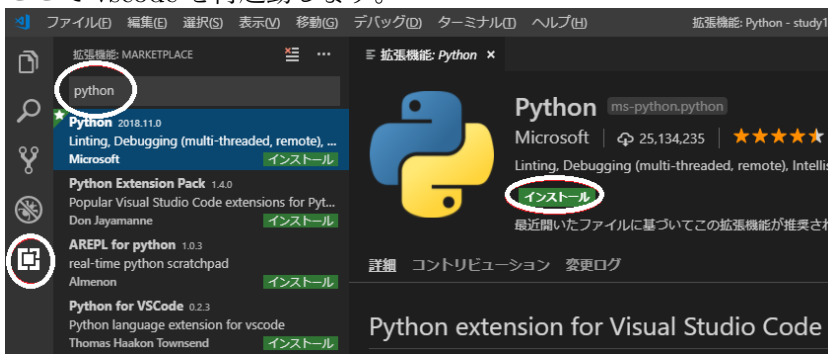 ファイル(F) 編集(E) 選択(S) 表示(V) 移動(G) デバッグ(D) ターミナル(T) ヘルプ(H) 拡張機能: Python - study1
拡張機能: MARKETPLACE
python
Python 2018.11.0
Linting, Debugging (multi-threaded, remote), ...
Microsoft インストール
Python Extension Pack 1.4.0
Popular Visual Studio Code extensions for Pyt...
Don Jayamanne インストール
AREPL for python 1.0.3
real-time python scratchpad
Almenon インストール
Python for VSCode 0.2.3
Python language extension for vscode
Thomas Haakon Townsend インストール
拡張機能: Python ×
Python ms-python.python
Microsoft 25,134,235
Linting, Debugging (multi-threaded, remote), Intellis
インストール
最近開いたファイルに基づいてこの拡張機能が推奨され
詳細 コントリビューション 変更ログ
Python extension for Visual Studio Code